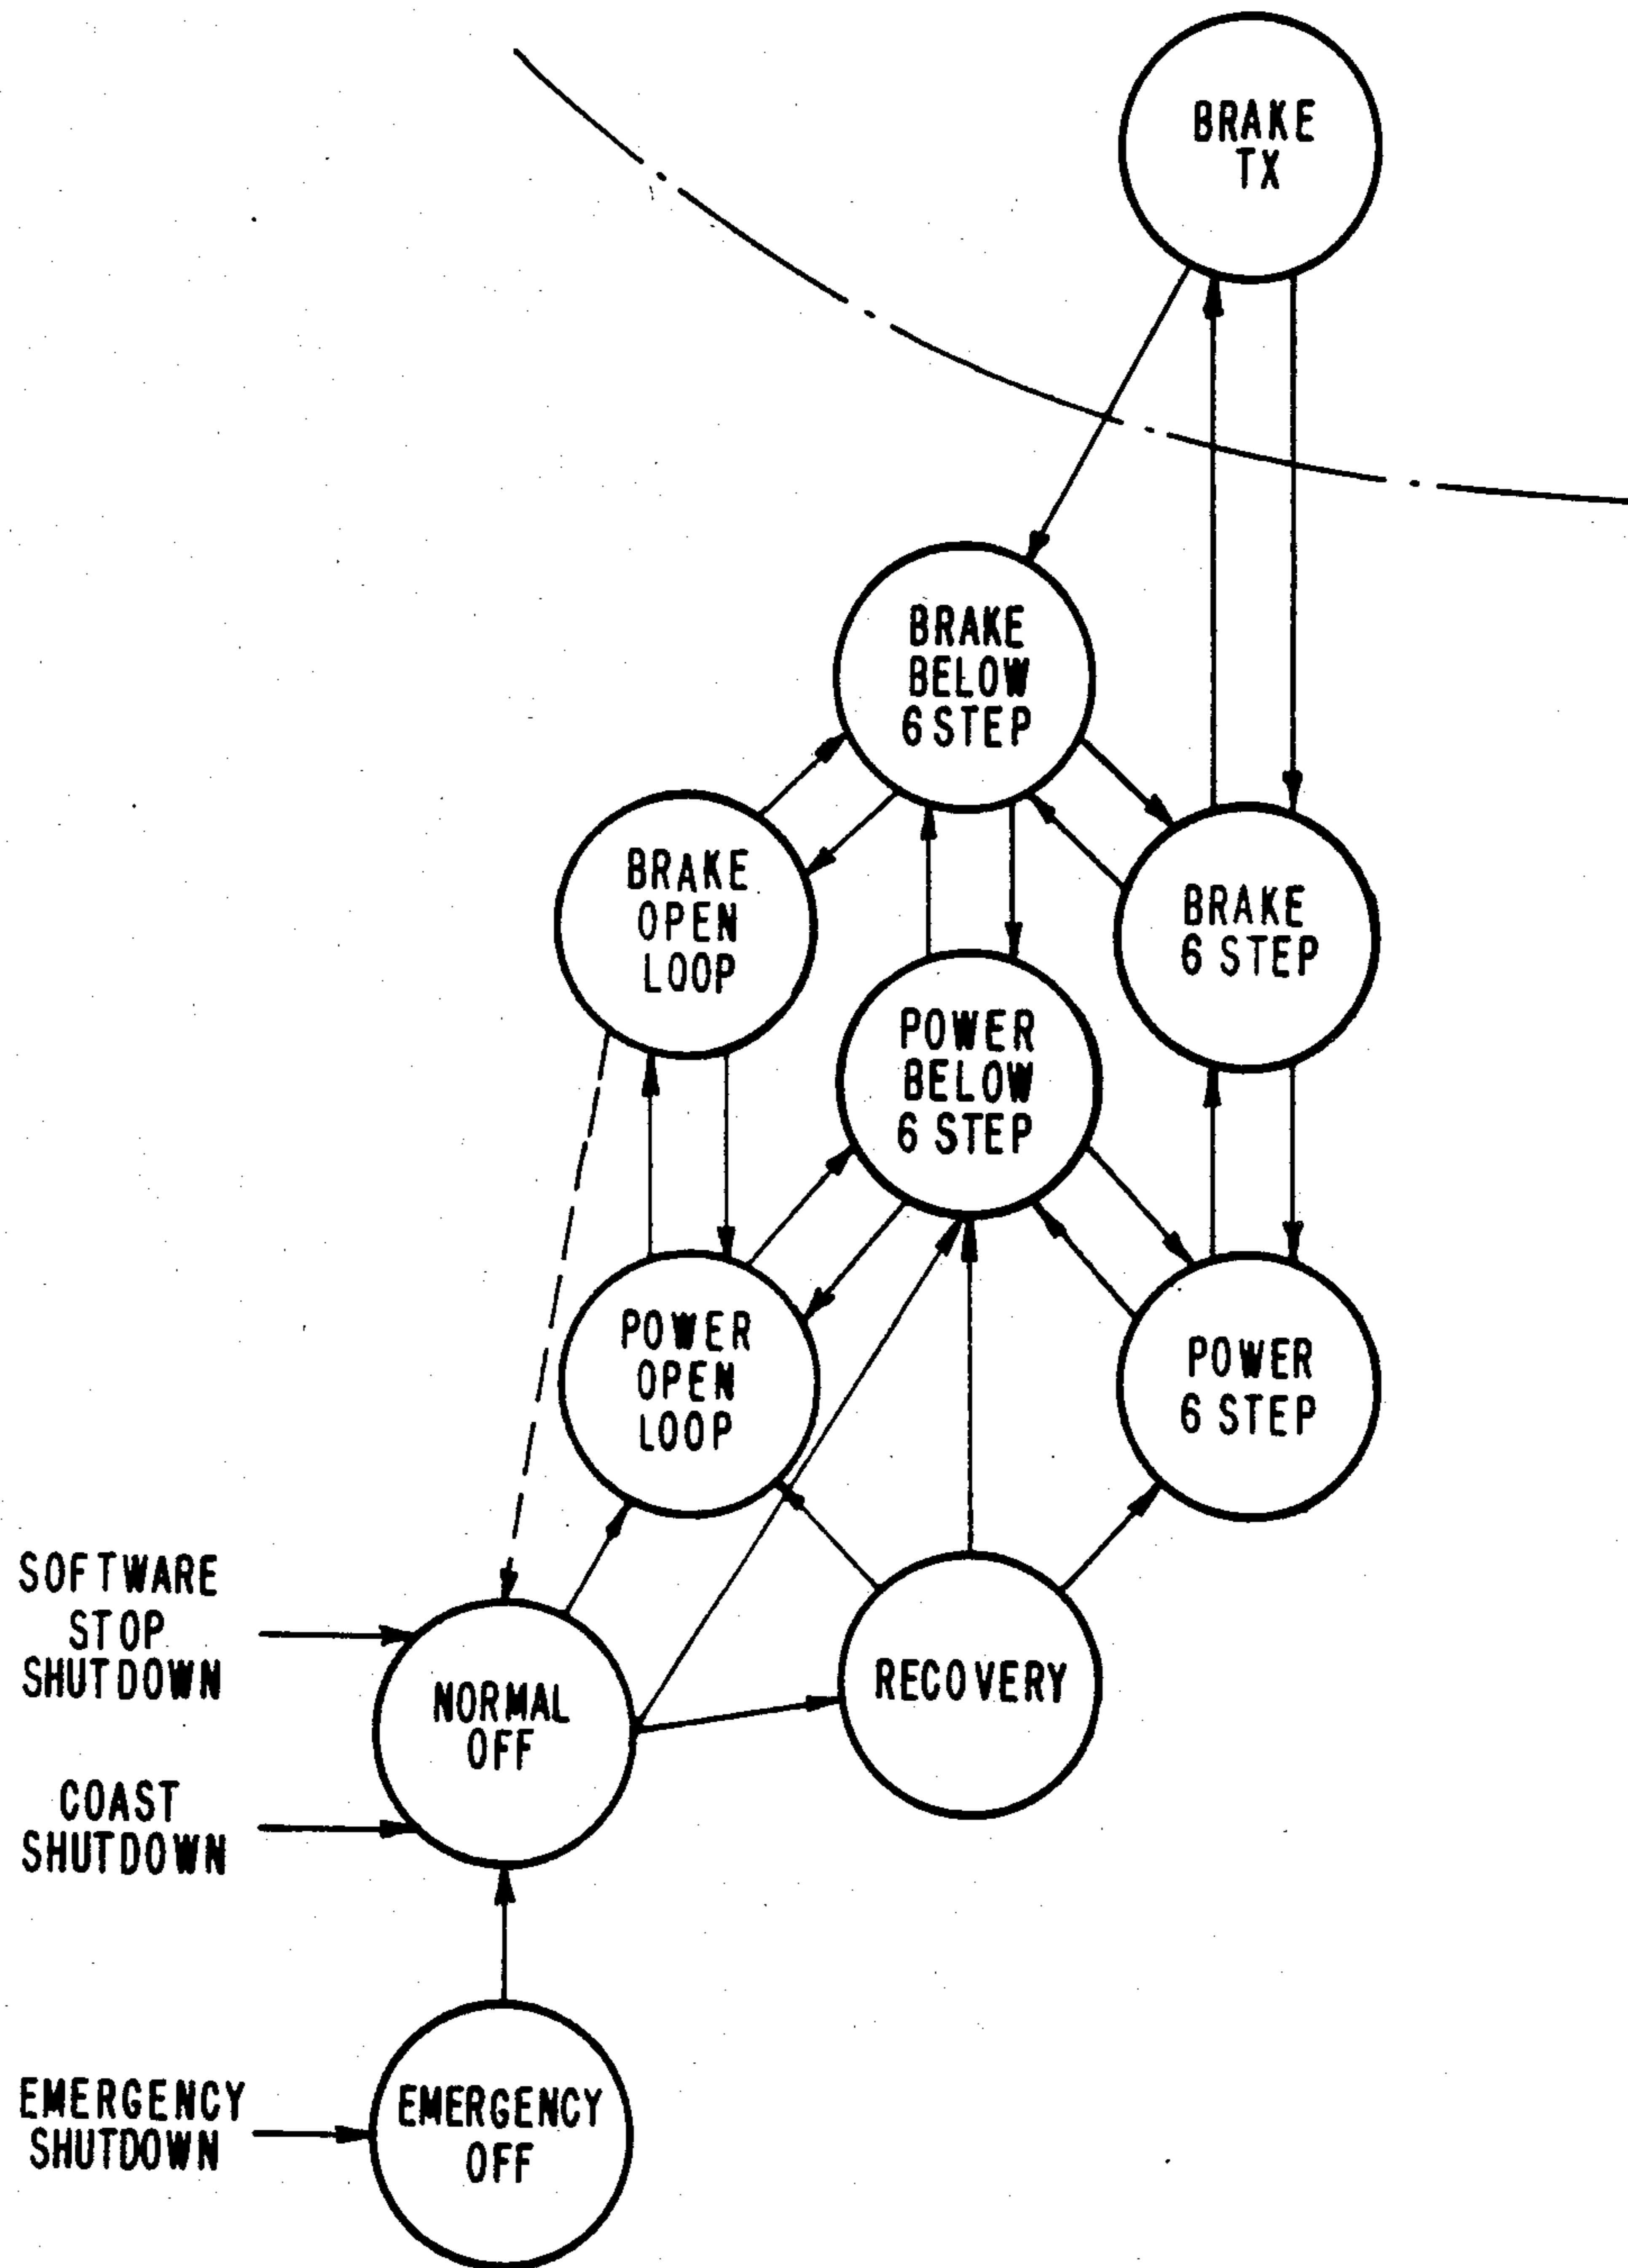 BRAKE
TX
BRAKE
BELOW
6 STEP
BRAKE
OPEN
LOOP
BRAKE
6 STEP
POWER
BELOW
6 STEP
POWER
OPEN
LOOP
POWER
6 STEP
SOFTWARE
STOP
SHUTDOWN
NORMAL
OFF
RECOVERY
COAST
SHUTDOWN
EMERGENCY
SHUTDOWN
EMERGENCY
OFF